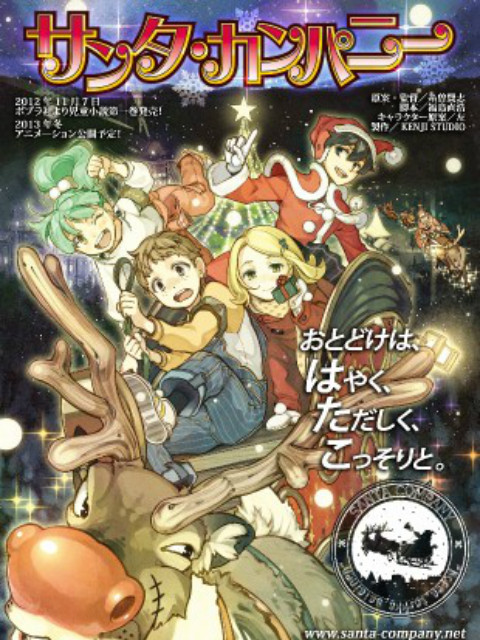 サンタ・カンパニー
2012年11月7日
ポプラ社より児童小説第一巻発売!
2013年冬
アニメーション公開予定!
原案・監督/糸曽賢志
脚本/福島直浩
キャラクター原案/左
製作/ KENJI STUDIO
おとどけは、
はやく、
ただしく、
こっそりと。
SANTA COMPANY
www.santa-company.net